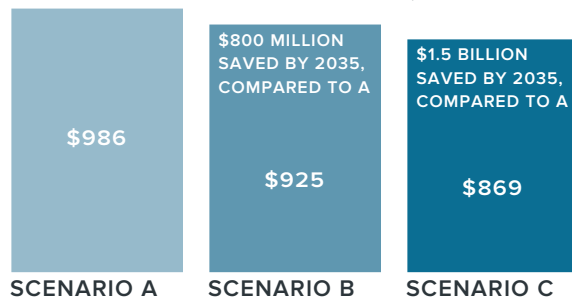 $986
SCENARIO A
$800 MILLION
SAVED BY 2035,
COMPARED TO A
$925
SCENARIO B
$1.5 BILLION
SAVED BY 2035,
COMPARED TO A
$869
SCENARIO C